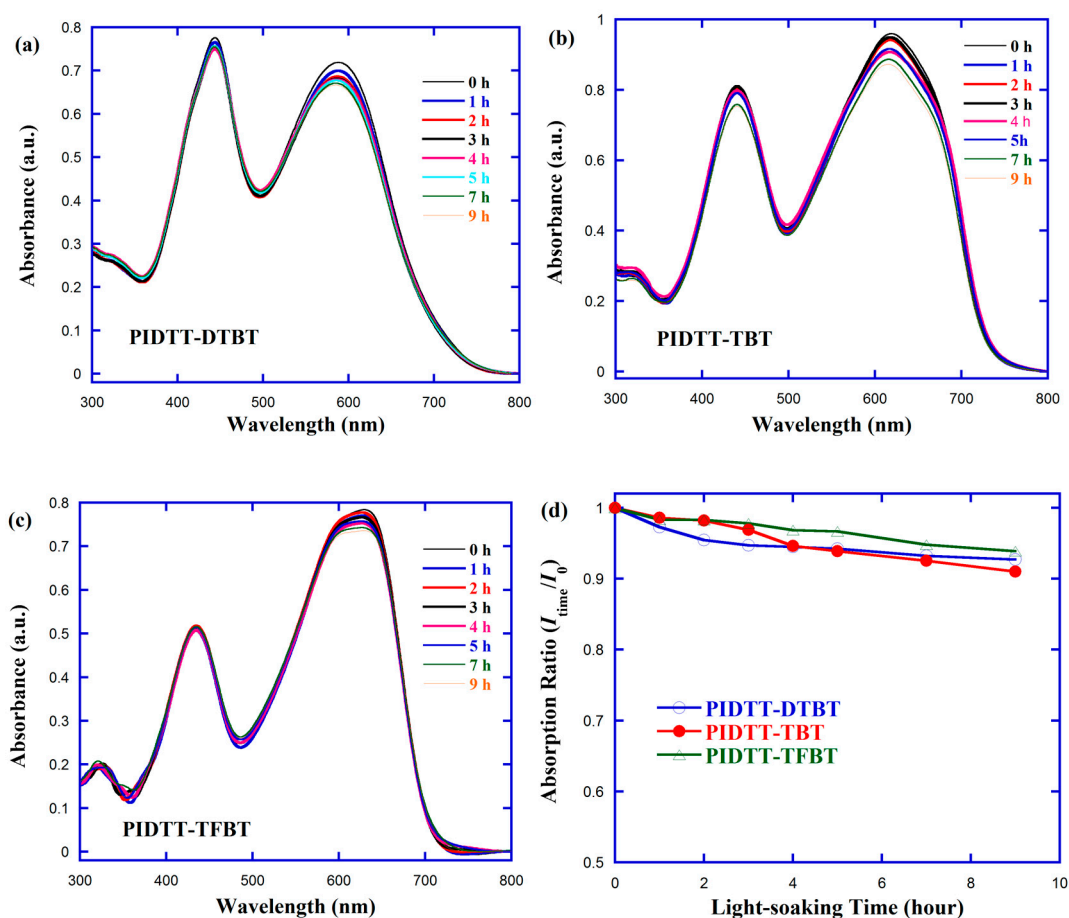 (a)
0.8
0.7
0.6
0.5
0.4
0.3
0.2
0.1
0
Absorbance (a.u.)
0 h
1 h
2 h
3 h
4 h
5 h
7 h
9 h
PIDTT-DTBT
300 400 500 600 700 800
Wavelength (nm)
(b)
1
0.8
0.6
0.4
0.2
0
Absorbance (a.u.)
0 h
1 h
2 h
3 h
4 h
5h
7 h
9 h
PIDTT-TBT
300 400 500 600 700 800
Wavelength (nm)
(c)
0.8
0.7
0.6
0.5
0.4
0.3
0.2
0.1
0
Absorbance (a.u.)
0 h
1 h
2 h
3 h
4 h
5 h
7 h
9 h
PIDTT-TFBT
300 400 500 600 700 800
Wavelength (nm)
(d)
1
0.9
0.8
0.7
0.6
0.5
Absorption Ratio (I_time/I_0)
PIDTT-DTBT
PIDTT-TBT
PIDTT-TFBT
0 2 4 6 8 10
Light-soaking Time (hour)